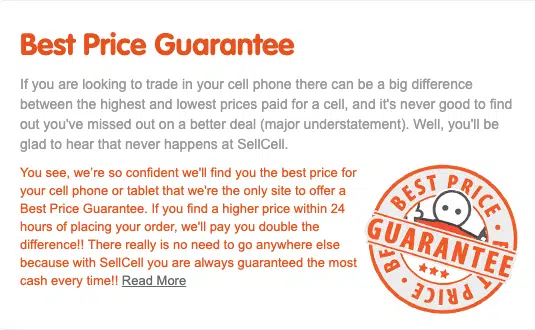 Best Price Guarantee
If you are looking to trade in your cell phone there can be a big difference
between the highest and lowest prices paid for a cell, and it's never good to find
out you've missed out on a better deal (major understatement). Well, you'll be
glad to hear that never happens at SellCell.
You see, we're so confident we'll find you the best price for
your cell phone or tablet that we're the only site to offer a
Best Price Guarantee. If you find a higher price within 24
hours of placing your order, we'll pay you double the
difference!! There really is no need to go anywhere else
because with SellCell you are always guaranteed the most
cash every time!! Read More
BEST PRICE
GUARANTEE